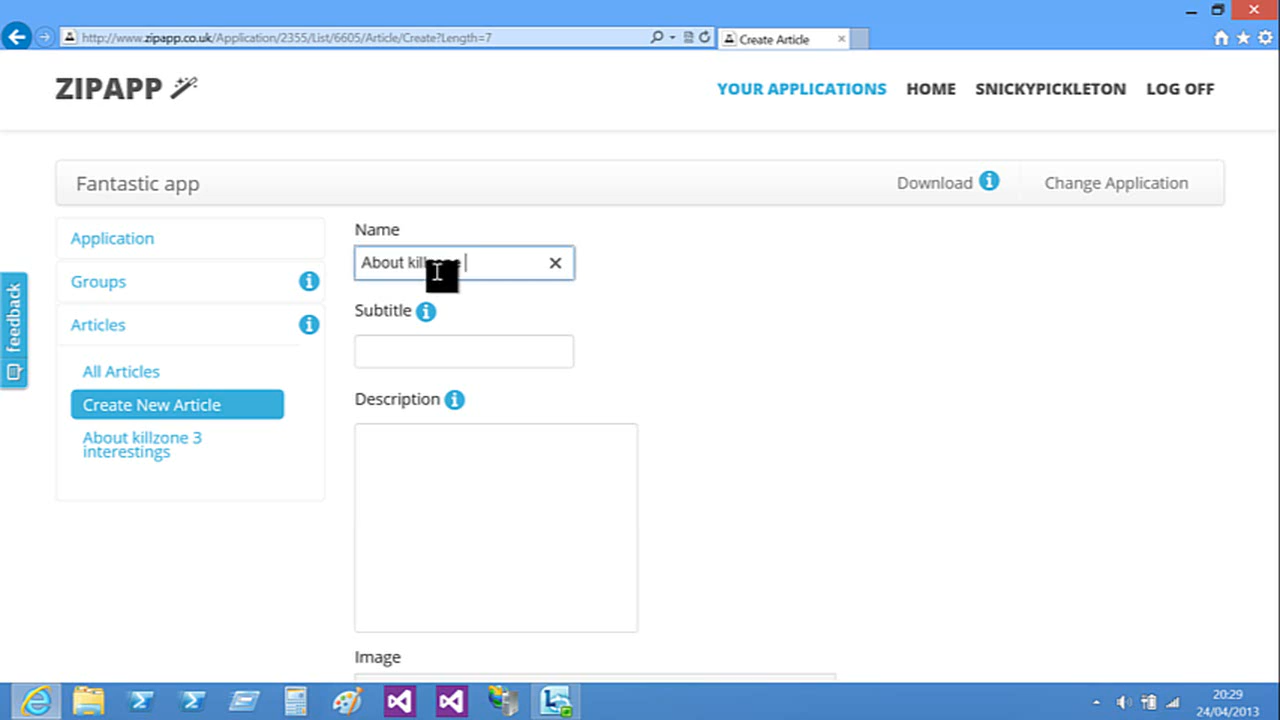 http://www.zipapp.co.uk/Application/2355/List/6605/Article/Create?Length=7
Create Article
ZIPAPP
YOUR APPLICATIONS
HOME
SNICKYPICKLETON
LOG OFF
Fantastic app
Download
Change Application
Application
Groups
Articles
All Articles
Create New Article
About killzone 3
interestings
feedback
Name
About killzone
Subtitle
Description
Image
20:29
24/04/2013